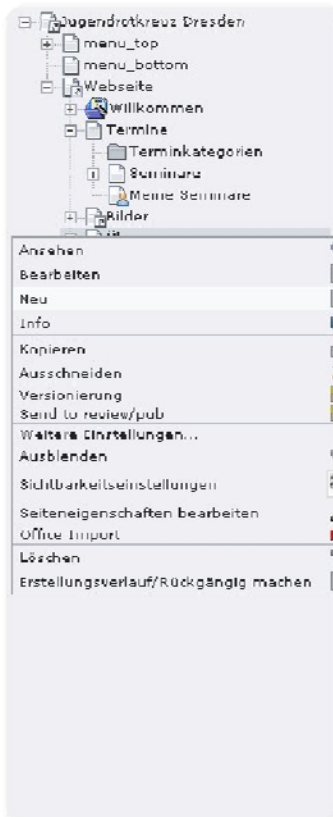 Jugendrotkreuz Dresden
menu_top
menu_bottom
Webseite
Willkommen
Termine
Terminkategorien
Seminare
Meine Seminare
Bilder
Ansehen
Bearbeiten
Neu
Info
Kopieren
Ausschneiden
Versionierung
Send to review/pub
Weitere Einstellungen...
Ausblenden
Sichtbarkeitseinstellungen
Seiteneigenschaften bearbeiten
Office Import
Löschen
Erstellungsverlauf/Rückgängig machen